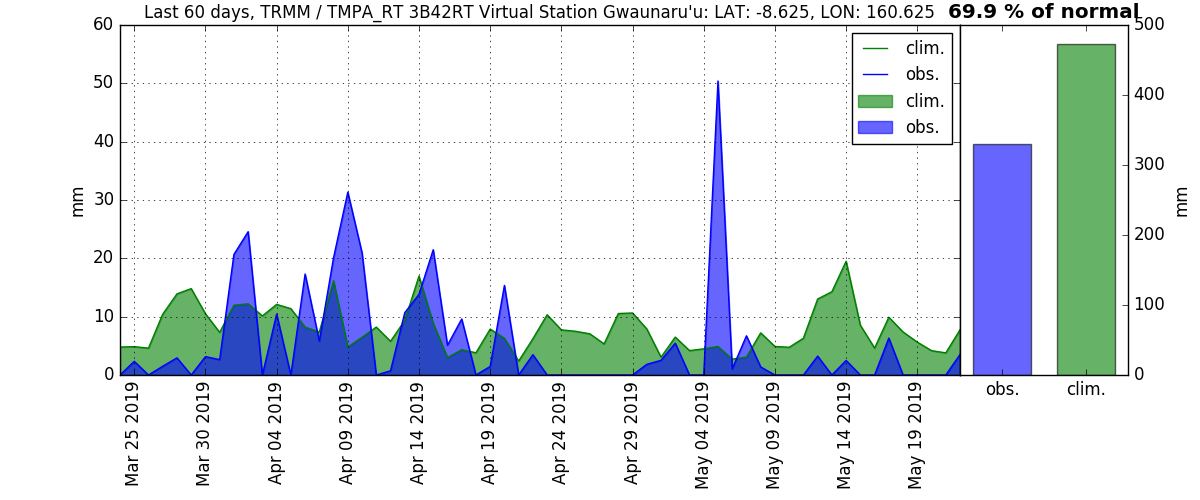 Last 60 days, TRMM / TMPA_RT 3B42RT Virtual Station Gwaunaru'u: LAT: -8.625, LON: 160.625
69.9 % of normal
60
50
40
30
20
10
0
mm
clim.
obs.
clim.
obs.
Mar 25 2019
Mar 30 2019
Apr 04 2019
Apr 09 2019
Apr 14 2019
Apr 19 2019
Apr 24 2019
Apr 29 2019
May 04 2019
May 09 2019
May 14 2019
May 19 2019
500
400
300
200
100
0
mm
obs.
clim.